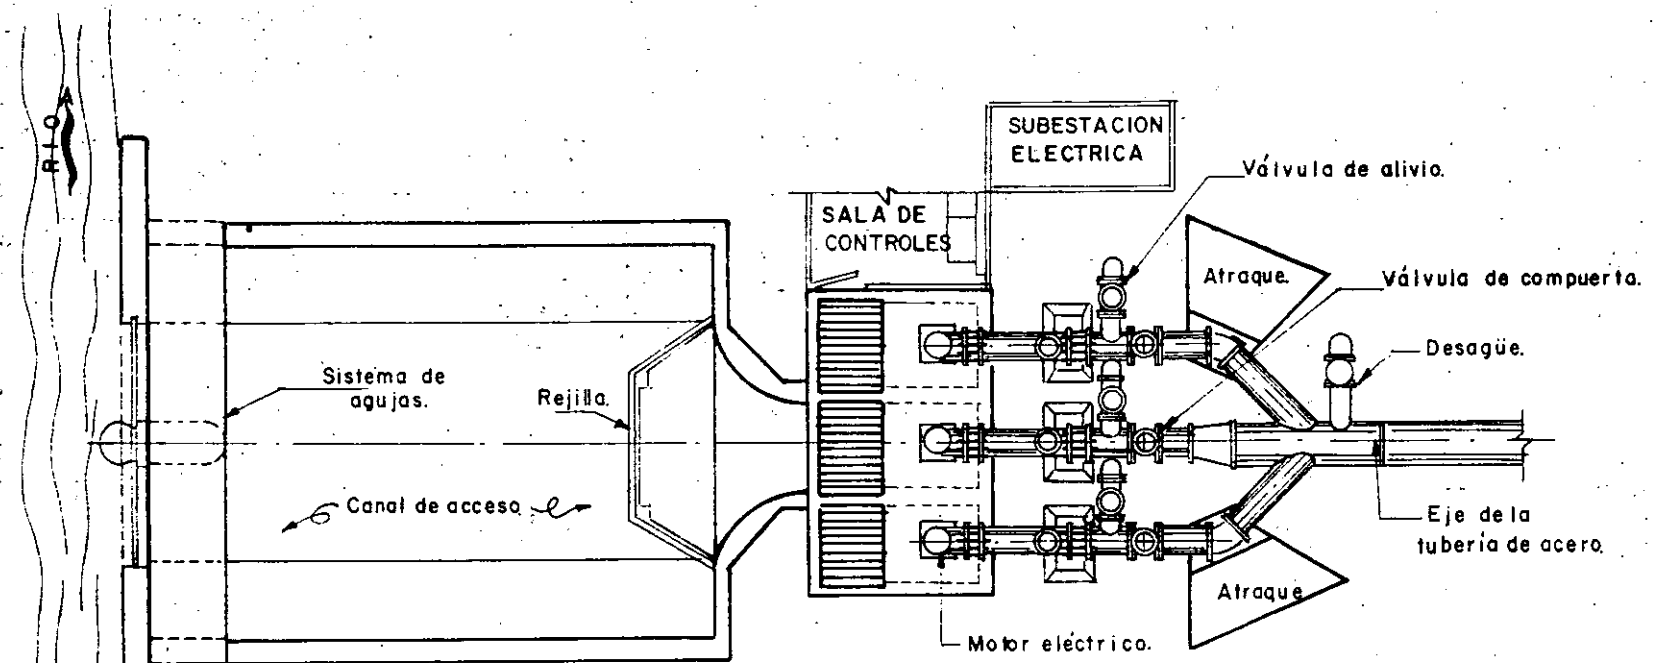 RIO
SUBESTACION
ELECTRICA
Válvula de alivio.
SALA DE
CONTROLES
Atraque.
Válvula de compuerta.
Desagüe.
Sistema de
agujas.
Rejilla.
Canal de acceso
Eje de la
tubería de acero.
Atraque
Motor eléctrico.